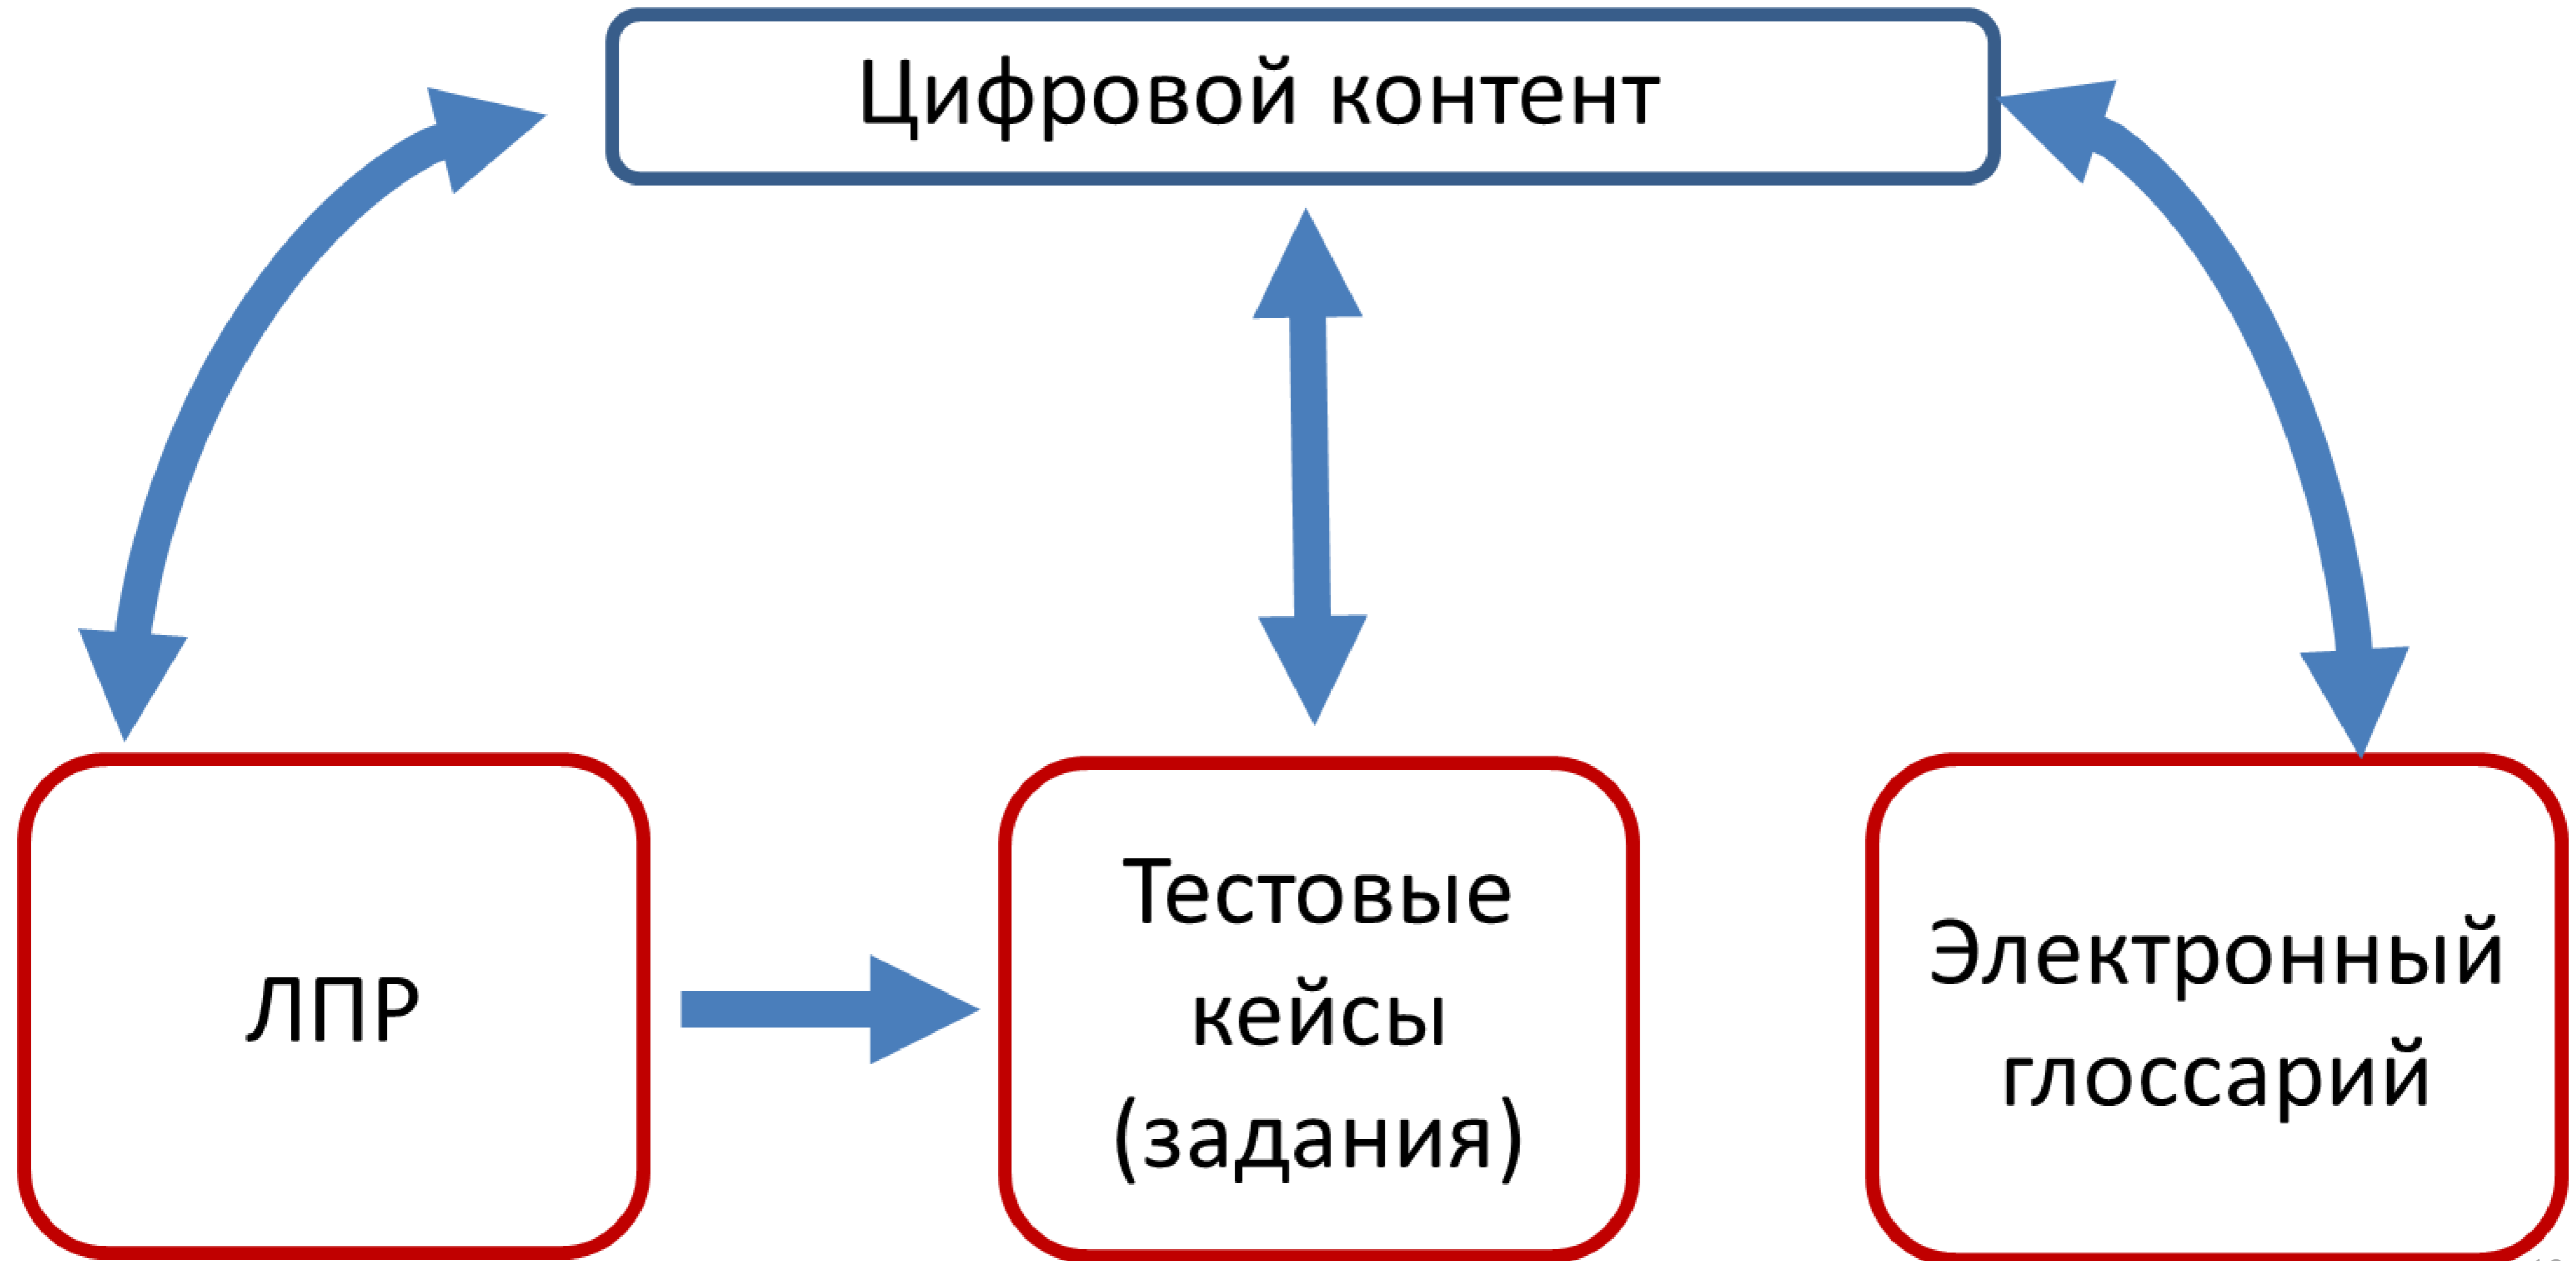 Цифровой контент
ЛПР
Тестовые
кейсы
(задания)
Электронный
глоссарий